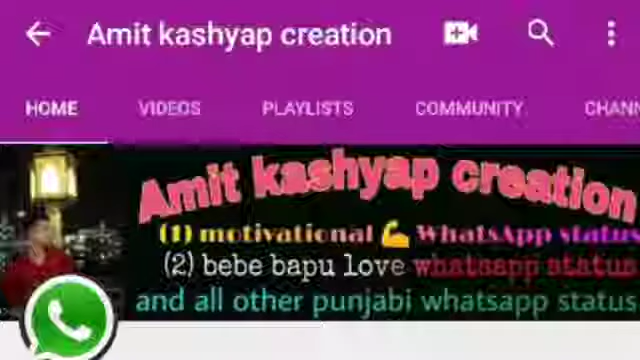 Amit kashyap creation
HOME VIDEOS PLAYLISTS COMMUNITY CHANN
Amit kashyap creation
(1) motivational 💪 WhatsApp status
(2) bebe bapu love whatsapp status
and all other punjabi whatsapp status